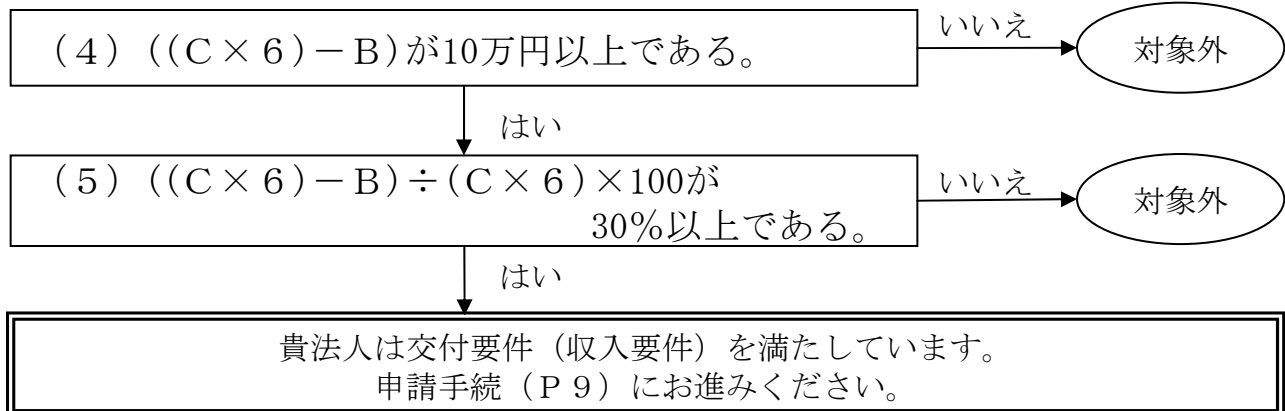 (4)((C×6)-B)が10万円以上である。
いいえ
対象外
はい
(5)((C×6)-B)÷(C×6)×100が
30%以上である。
いいえ
対象外
はい
貴法人は交付要件(収入要件)を満たしています。
申請手続(P9)にお進みください。